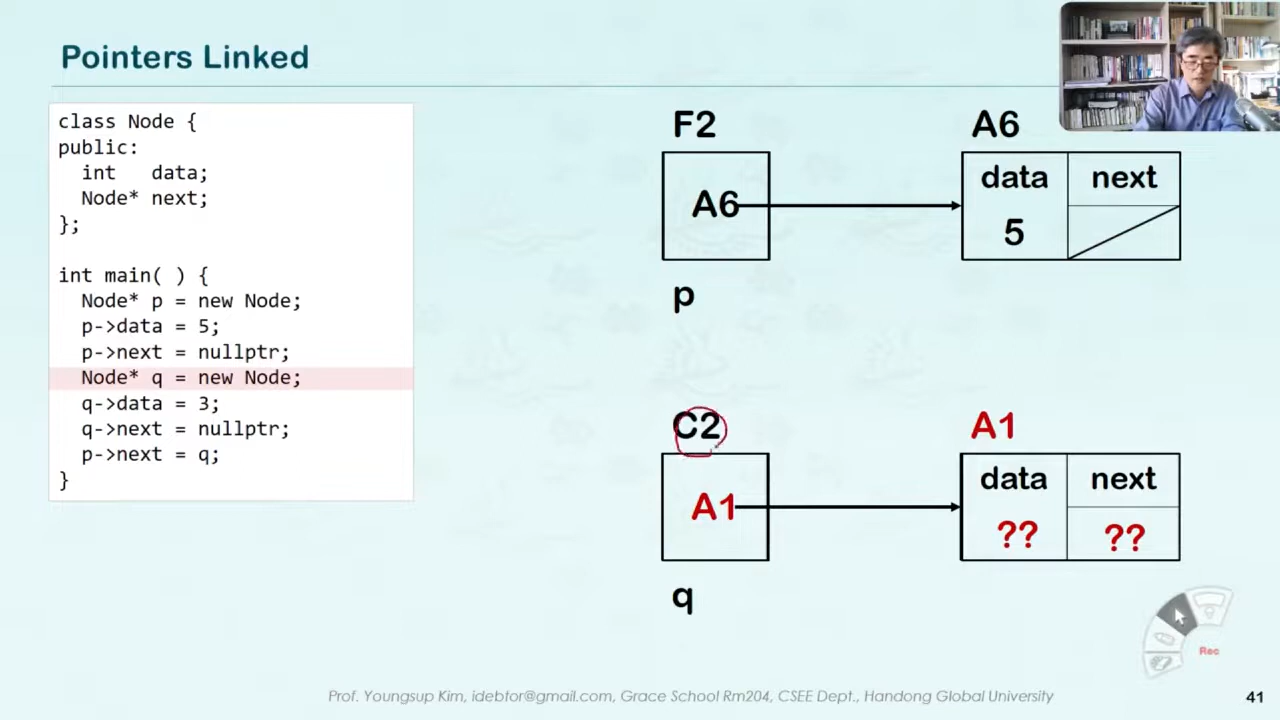 Pointers Linked
class Node {
public:
  int   data;
  Node* next;
};
int main( ) {
  Node* p = new Node;
  p->data = 5;
  p->next = nullptr;
  Node* q = new Node;
  q->data = 3;
  q->next = nullptr;
  p->next = q;
}
F2
A6
A6
data
next
5
p
C2
A1
A1
data
next
??
??
q
Rec
Prof. Youngsup Kim, idebtor@gmail.com, Grace School Rm204, CSEE Dept., Handong Global University
41